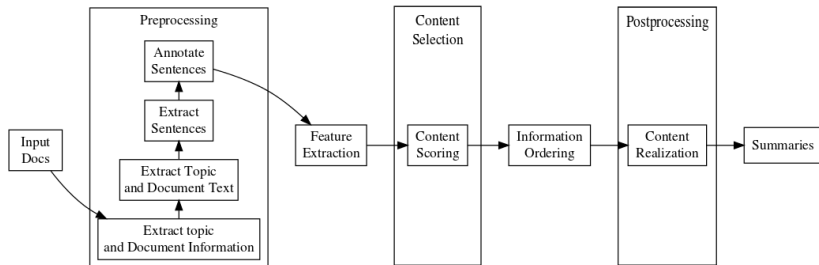 Preprocessing
Annotate
Sentences
Extract
Sentences
Extract Topic
and Document Text
Extract topic
and Document Information
Input
Docs
Feature
Extraction
Content
Selection
Content
Scoring
Information
Ordering
Postprocessing
Content
Realization
Summaries